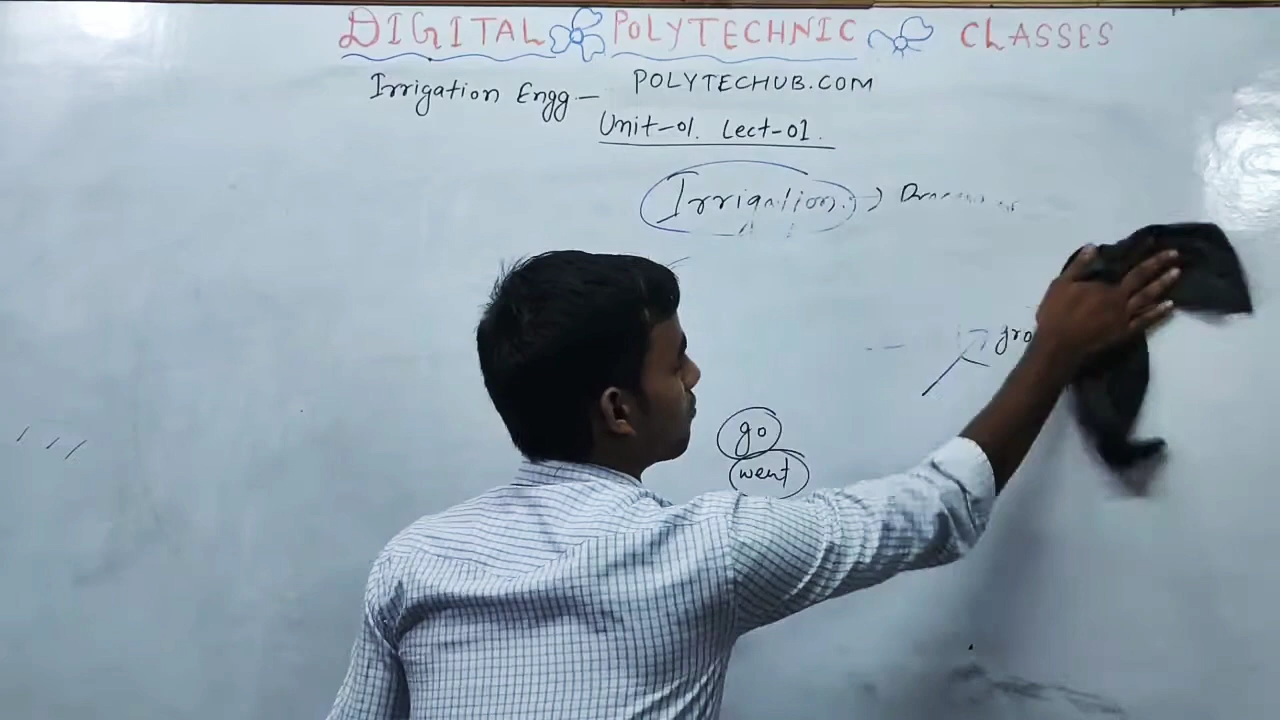 DIGITAL POLYTECHNIC CLASSES
Irrigation Engg — POLYTECHUB.COM
Unit-01. Lect-01.
Irrigation
go
went